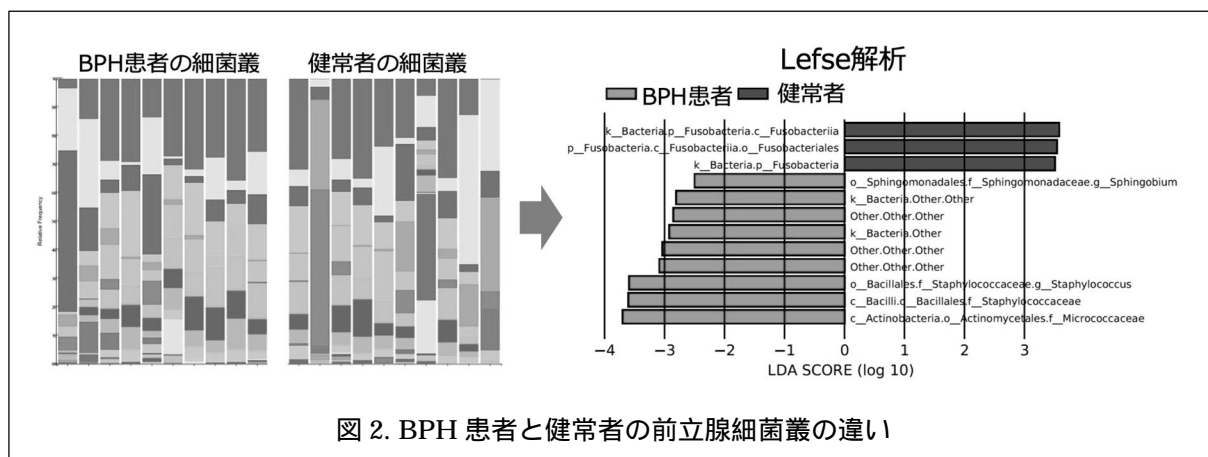 BPH患者の細菌叢
健常者の細菌叢
Relative Frequency
Lefse解析
BPH患者 健常者
k__Bacteria.p__Fusobacteria.c__Fusobacteriia
p__Fusobacteria.c__Fusobacteriia.o__Fusobacteriales
k__Bacteria.p__Fusobacteria
o__Sphingomonadales.f__Sphingomonadaceae.g__Sphingobium
k__Bacteria.Other.Other
Other.Other.Other
k__Bacteria.Other
Other.Other.Other
Other.Other.Other
o__Bacillales.f__Staphylococcaceae.g__Staphylococcus
c__Bacilli.o__Bacillales.f__Staphylococcaceae
c__Actinobacteria.o__Actinomycetales.f__Micrococcaceae
−4 −3 −2 −1 0 1 2 3
LDA SCORE (log 10)
図 2. BPH 患者と健常者の前立腺細菌叢の違い